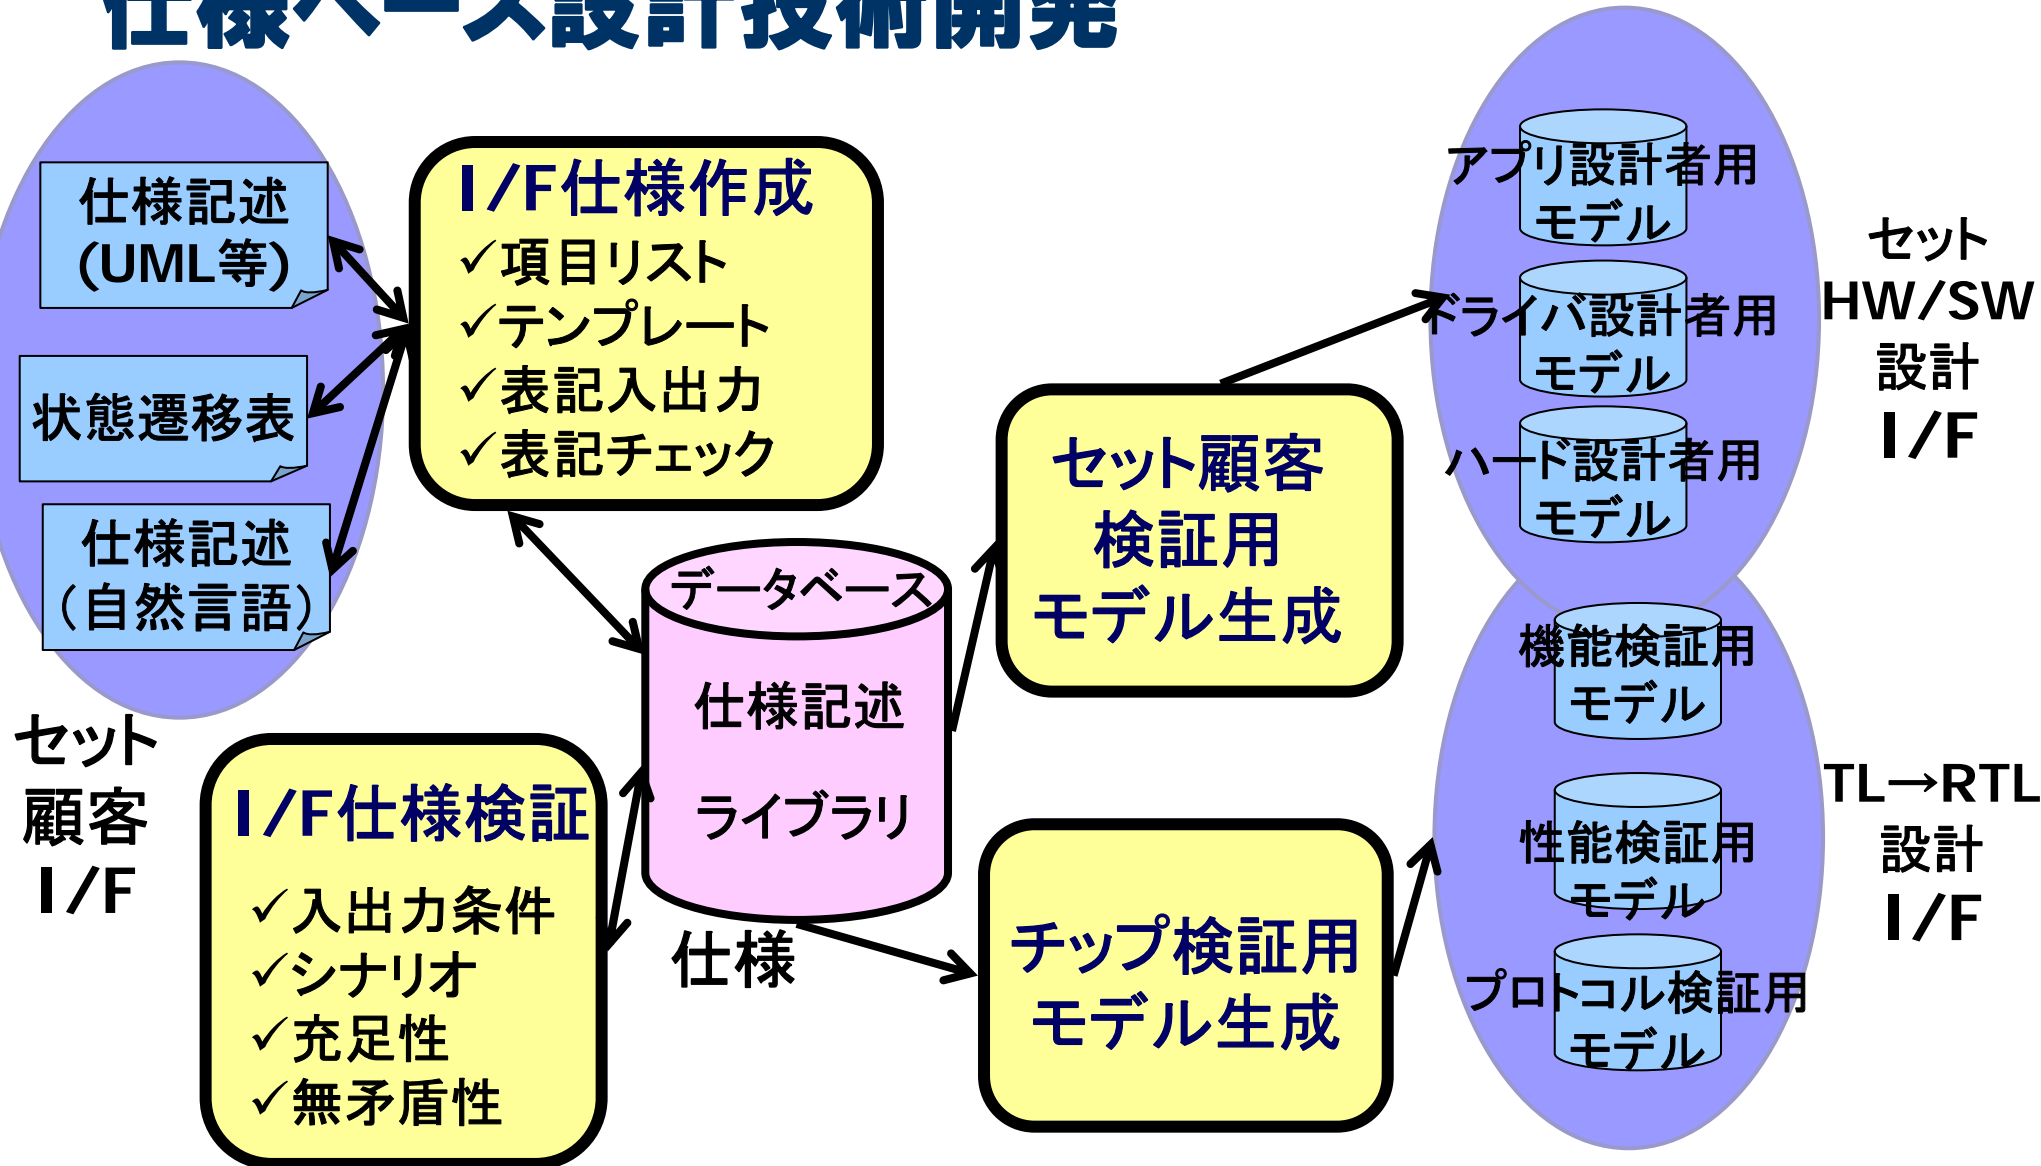 仕様ベース設計技術開発
仕様記述
(UML等)
状態遷移表
仕様記述
（自然言語）
セット
顧客
I/F
I/F仕様作成
✓項目リスト
✓テンプレート
✓表記入出力
✓表記チェック
I/F仕様検証
✓入出力条件
✓シナリオ
✓充足性
✓無矛盾性
データベース
仕様記述
ライブラリ
仕様
セット顧客
検証用
モデル生成
チップ検証用
モデル生成
アプリ設計者用
モデル
ドライバ設計者用
モデル
ハード設計者用
モデル
セット
HW/SW
設計
I/F
機能検証用
モデル
性能検証用
モデル
プロトコル検証用
モデル
TL→RTL
設計
I/F